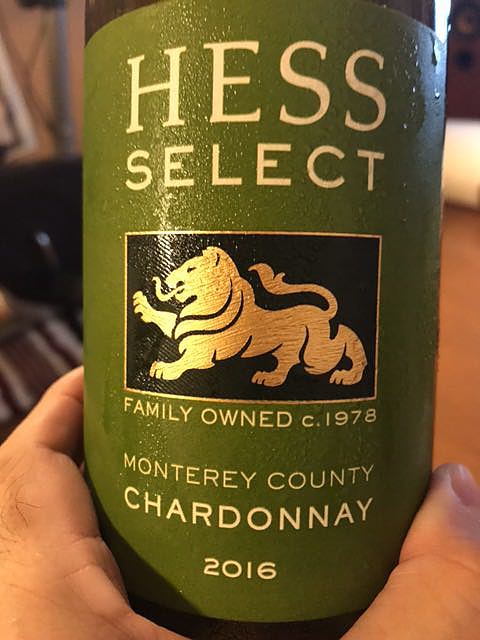 HESS
SELECT
FAMILY OWNED c.1978
MONTEREY COUNTY
CHARDONNAY
2016